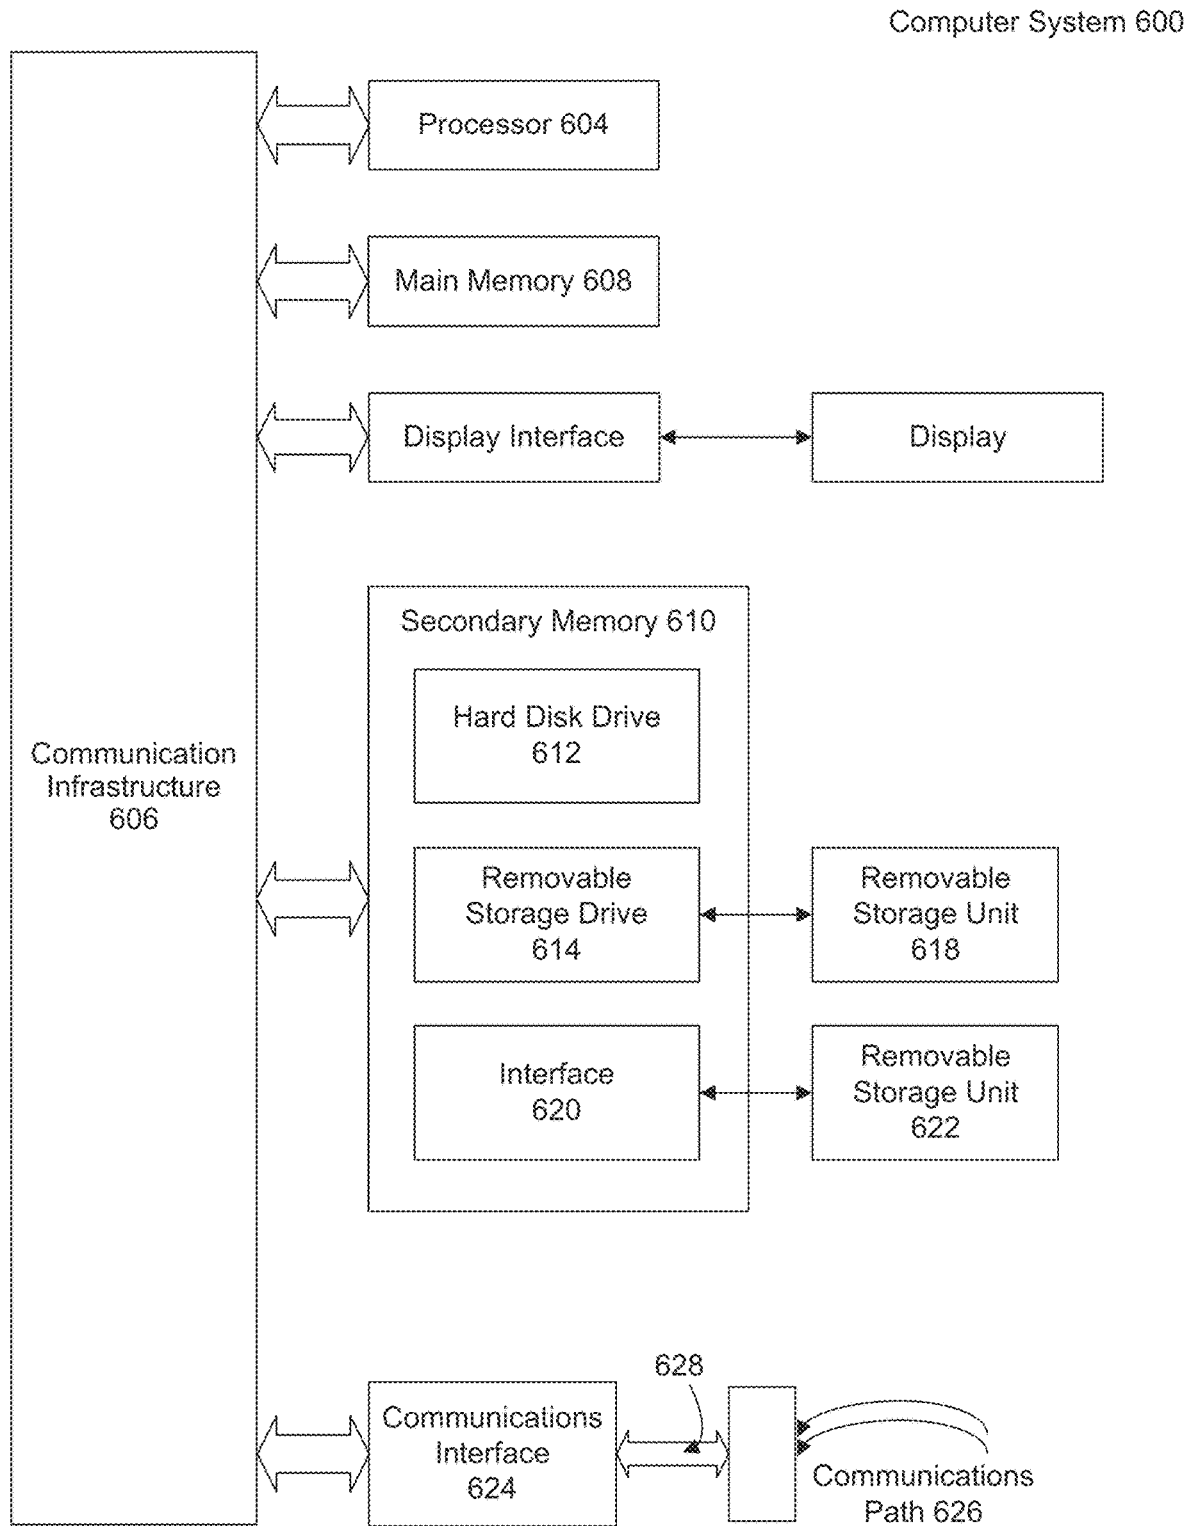 Computer System 600
Processor 604
Main Memory 608
Display Interface
Display
Secondary Memory 610
Hard Disk Drive
612
Communication
Infrastructure
606
Removable
Storage Drive
614
Removable
Storage Unit
618
Interface
620
Removable
Storage Unit
622
628
Communications
Interface
624
Communications
Path 626